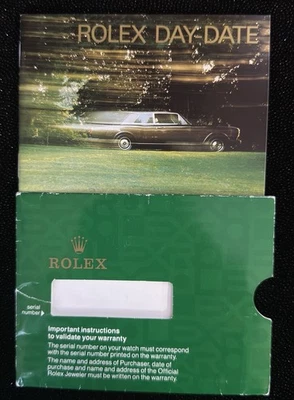 ROLEX DAY-DATE
ROLEX
serial
number
Important instructions
to validate your warranty
The serial number on your watch must correspond
with the serial number printed on the warranty.
The name and address of Purchaser, date of
purchase and name and address of the Official
Rolex Jeweler must be written on the warranty.